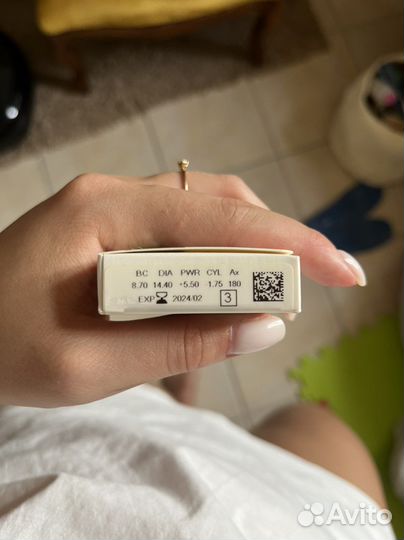 BC DIA PWR CYL Ax
8.70 14.40 +5.50 -1.75 180
EXP 2024/02 3
Avito